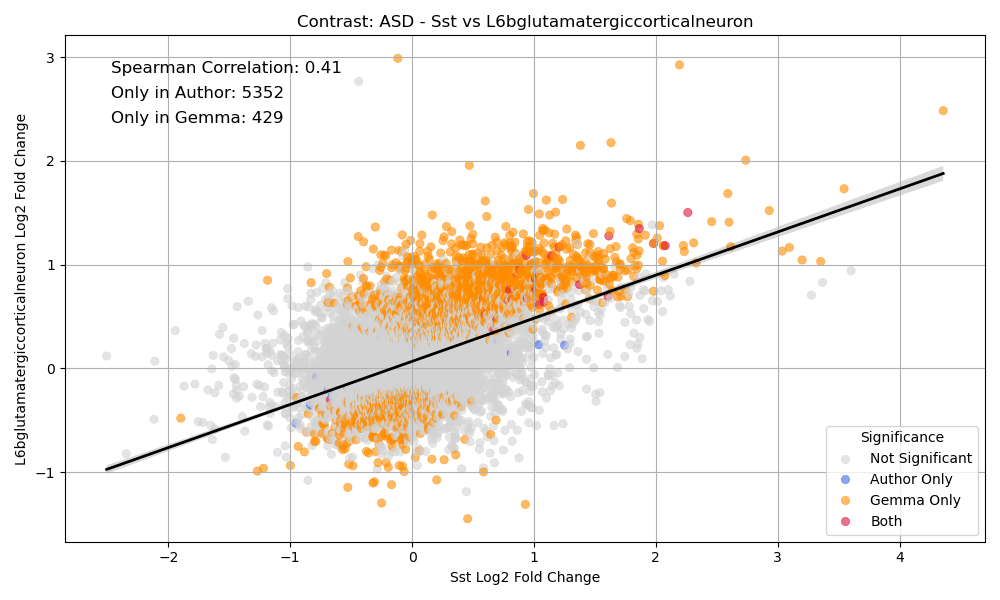 Contrast: ASD - Sst vs L6bglutamatergiccorticalneuron
Spearman Correlation: 0.41
Only in Author: 5352
Only in Gemma: 429
3
2
1
0
−1
L6bglutamatergiccorticalneuron Log2 Fold Change
Significance
Not Significant
Author Only
Gemma Only
Both
−2
−1
0
1
2
3
4
Sst Log2 Fold Change